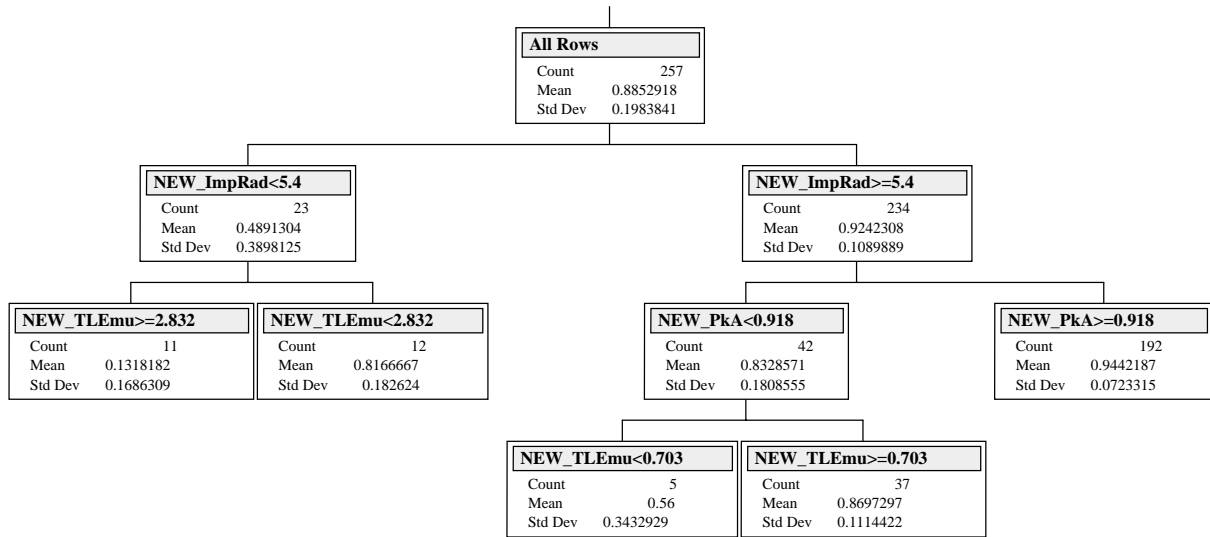 All Rows
Count 257
Mean 0.8852918
Std Dev 0.1983841
NEW_ImpRad<5.4
Count 23
Mean 0.4891304
Std Dev 0.3898125
NEW_ImpRad>=5.4
Count 234
Mean 0.9242308
Std Dev 0.1089889
NEW_TLEmu>=2.832
Count 11
Mean 0.1318182
Std Dev 0.1686309
NEW_TLEmu<2.832
Count 12
Mean 0.8166667
Std Dev 0.182624
NEW_PkA<0.918
Count 42
Mean 0.8328571
Std Dev 0.1808555
NEW_PkA>=0.918
Count 192
Mean 0.9442187
Std Dev 0.0723315
NEW_TLEmu<0.703
Count 5
Mean 0.56
Std Dev 0.3432929
NEW_TLEmu>=0.703
Count 37
Mean 0.8697297
Std Dev 0.1114422